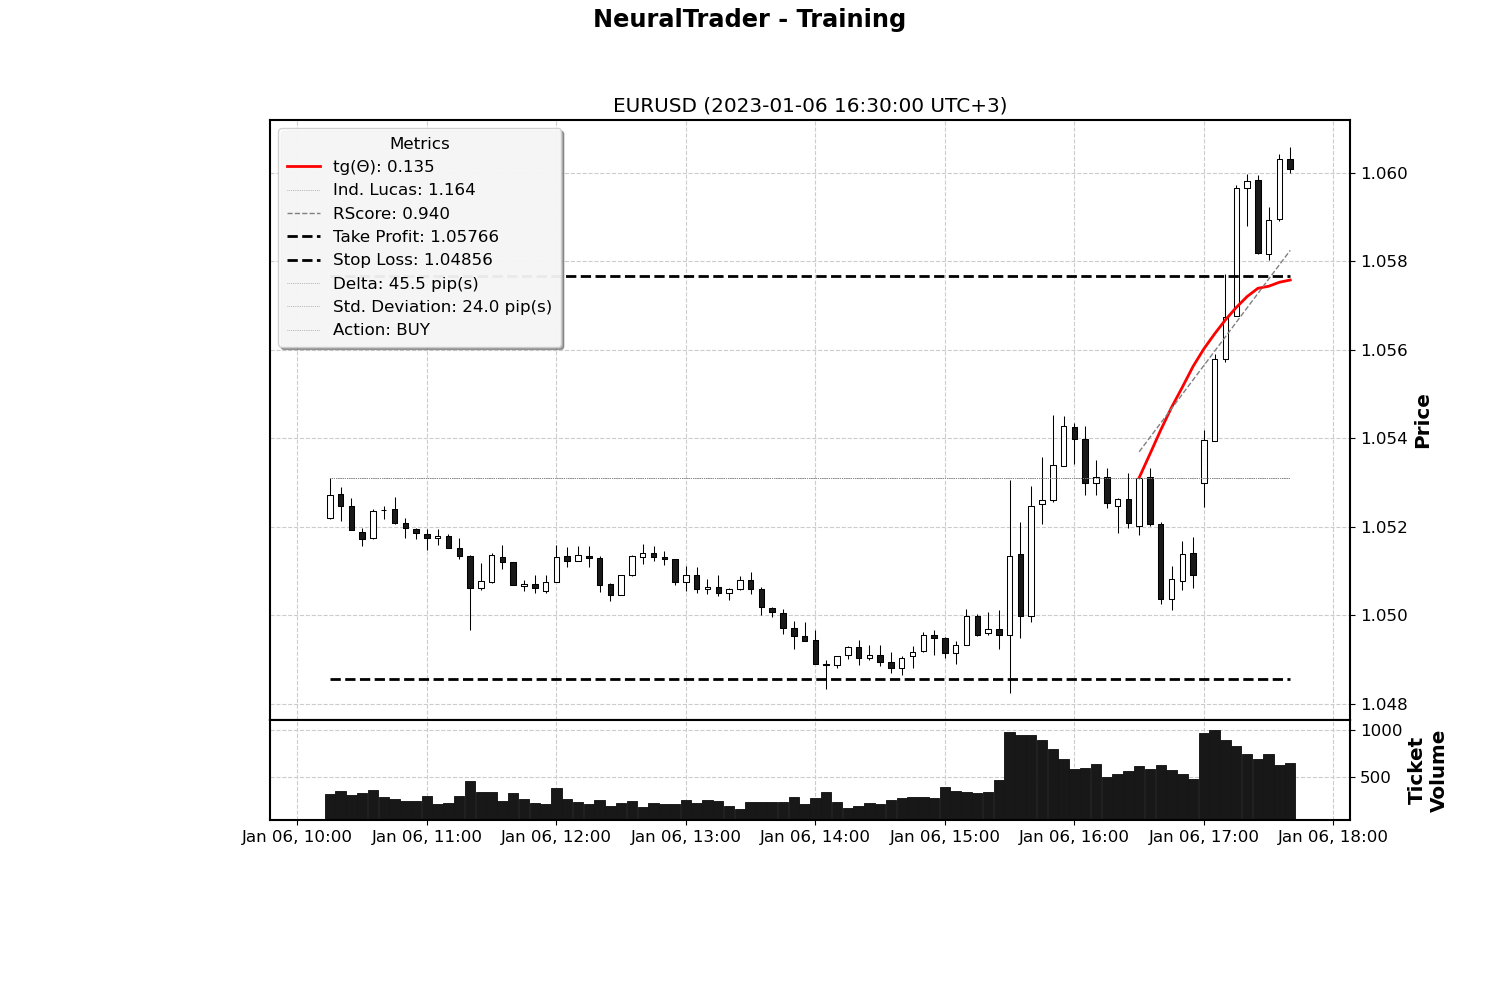 NeuralTrader - Training
EURUSD (2023-01-06 16:30:00 UTC+3)
Metrics
tg(Θ): 0.135
Ind. Lucas: 1.164
RScore: 0.940
Take Profit: 1.05766
Stop Loss: 1.04856
Delta: 45.5 pip(s)
Std. Deviation: 24.0 pip(s)
Action: BUY
1.060
1.058
1.056
1.054
1.052
1.050
1.048
Price
1000
500
Ticket
Volume
Jan 06, 10:00
Jan 06, 11:00
Jan 06, 12:00
Jan 06, 13:00
Jan 06, 14:00
Jan 06, 15:00
Jan 06, 16:00
Jan 06, 17:00
Jan 06, 18:00